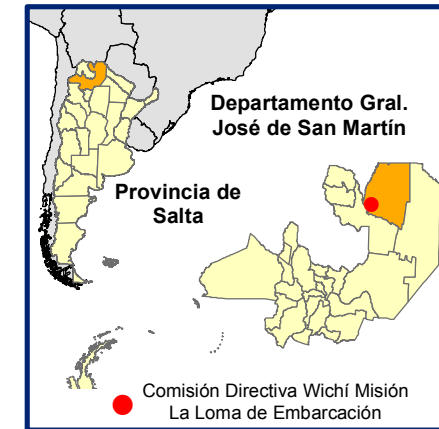 Departamento Gral.
José de San Martín
Provincia de
Salta
Comisión Directiva Wichí Misión
La Loma de Embarcación